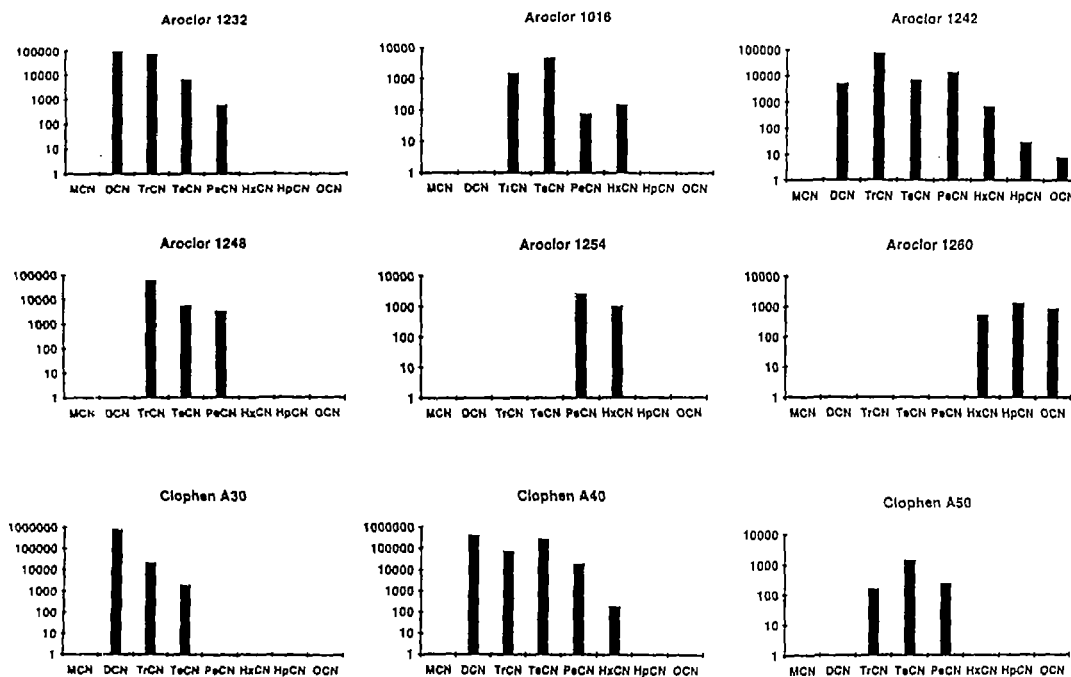 Aroclor 1232
100000
10000
1000
100
10
1
MCN DCN TrCN TeCN PeCN HxCN HpCN OCN
Aroclor 1016
10000
1000
100
10
1
MCN DCN TrCN TeCN PeCN HxCN HpCN OCN
Aroclor 1242
100000
10000
1000
100
10
1
MCN DCN TrCN TeCN PeCN HxCN HpCN OCN
Aroclor 1248
100000
10000
1000
100
10
1
MCN DCN TrCN TeCN PeCN HxCN HpCN OCN
Aroclor 1254
10000
1000
100
10
1
MCN DCN TrCN TeCN PeCN HxCN HpCN OCN
Aroclor 1260
10000
1000
100
10
1
MCN DCN TrCN TeCN PeCN HxCN HpCN OCN
Clophen A30
1000000
100000
10000
1000
100
10
1
MCN DCN TrCN TeCN PeCN HxCN HpCN OCN
Clophen A40
1000000
100000
10000
1000
100
10
1
MCN DCN TrCN TeCN PeCN HxCN HpCN OCN
Clophen A50
10000
1000
100
10
1
MCN DCN TrCN TeCN PeCN HxCN HpCN OCN